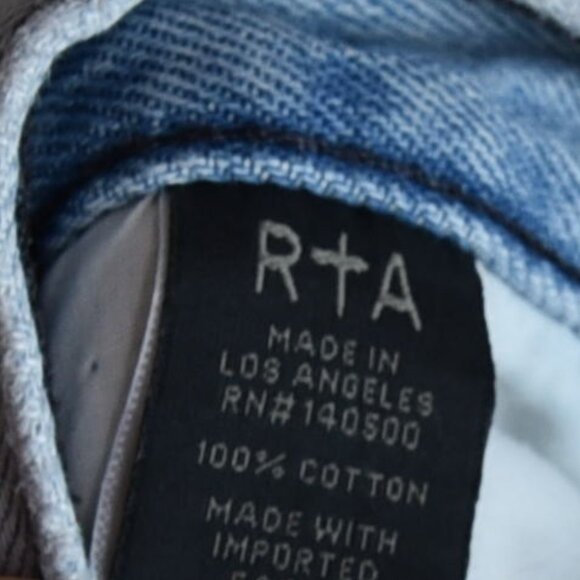 R†A
MADE IN
LOS ANGELES
RN#140500
100% COTTON
MADE WITH
IMPORTED